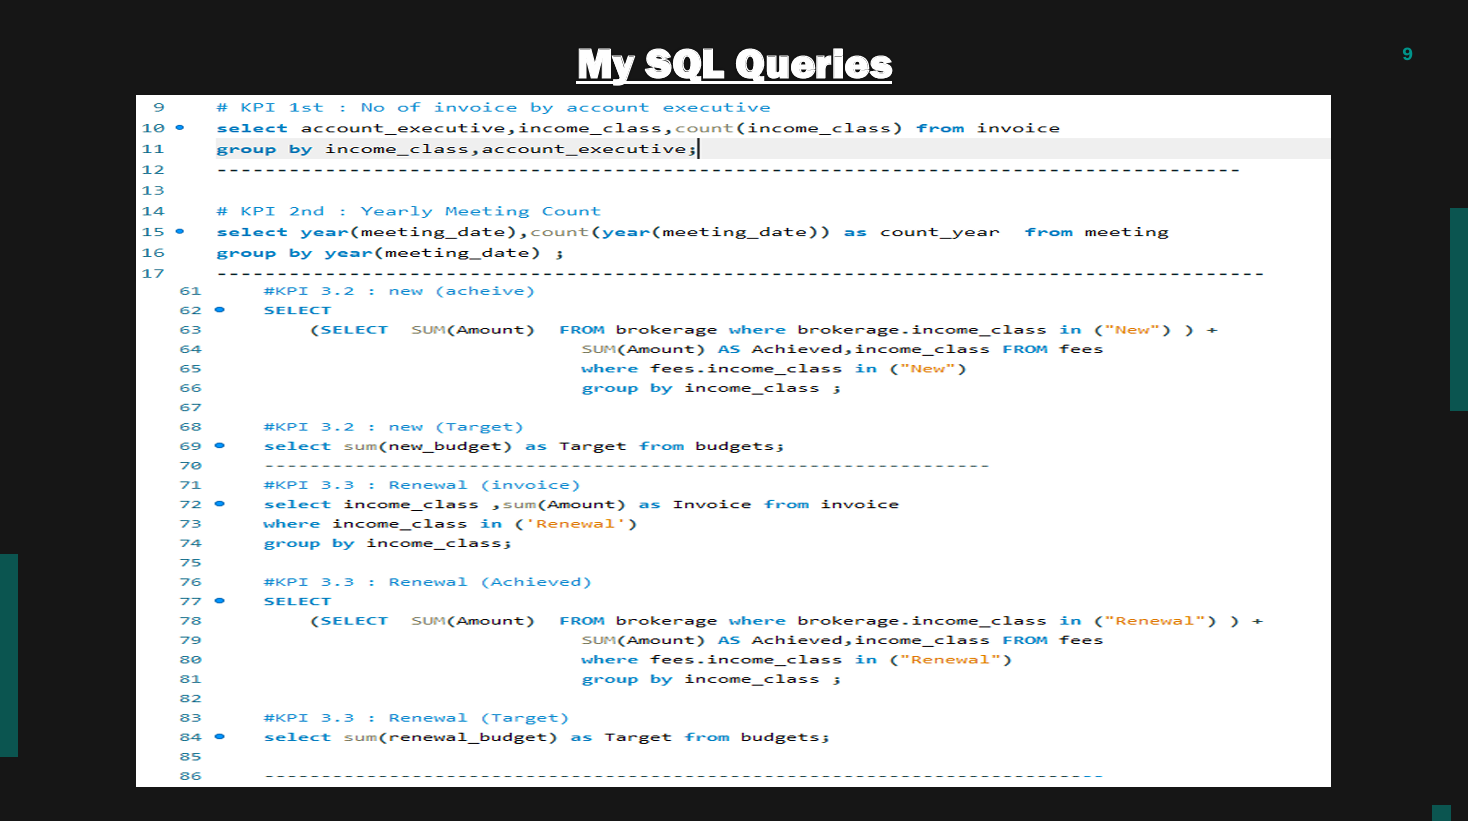 My SQL Queries
9
9 # KPI 1st : No of invoice by account executive
10 select account_executive,income_class,count(income_class) from invoice
11 group by income_class,account_executive;
12 --------------------------------------------------------------------------------------
13
14 # KPI 2nd : Yearly Meeting Count
15 select year(meeting_date),count(year(meeting_date)) as count_year  from meeting
16 group by year(meeting_date) ;
17 ----------------------------------------------------------------------------------------
61 #KPI 3.2 : new (acheive)
62 SELECT
63 (SELECT  SUM(Amount)  FROM brokerage where brokerage.income_class in ("New") ) +
64 SUM(Amount) AS Achieved,income_class FROM fees
65 where fees.income_class in ("New")
66 group by income_class ;
67
68 #KPI 3.2 : new (Target)
69 select sum(new_budget) as Target from budgets;
70 ----------------------------------------------------------------
71 #KPI 3.3 : Renewal (invoice)
72 select income_class ,sum(Amount) as Invoice from invoice
73 where income_class in ('Renewal')
74 group by income_class;
75
76 #KPI 3.3 : Renewal (Achieved)
77 SELECT
78 (SELECT  SUM(Amount)  FROM brokerage where brokerage.income_class in ("Renewal") ) +
79 SUM(Amount) AS Achieved,income_class FROM fees
80 where fees.income_class in ("Renewal")
81 group by income_class ;
82
83 #KPI 3.3 : Renewal (Target)
84 select sum(renewal_budget) as Target from budgets;
85
86 --------------------------------------------------------------------------